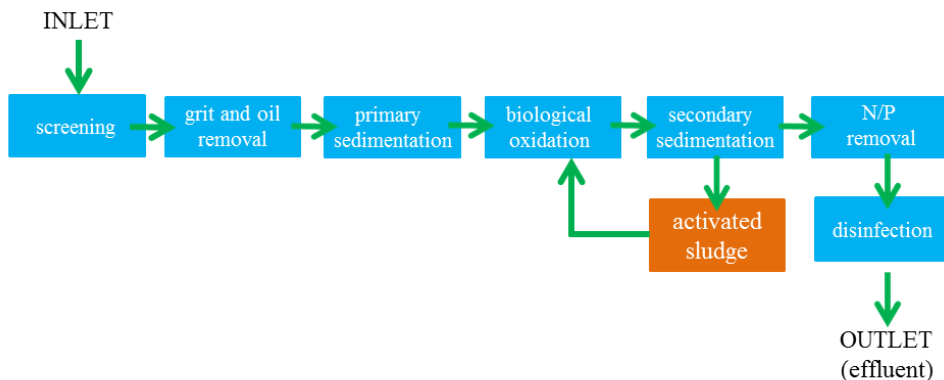 INLET
screening
grit and oil
removal
primary
sedimentation
biological
oxidation
secondary
sedimentation
N/P
removal
activated
sludge
disinfection
OUTLET
(effluent)